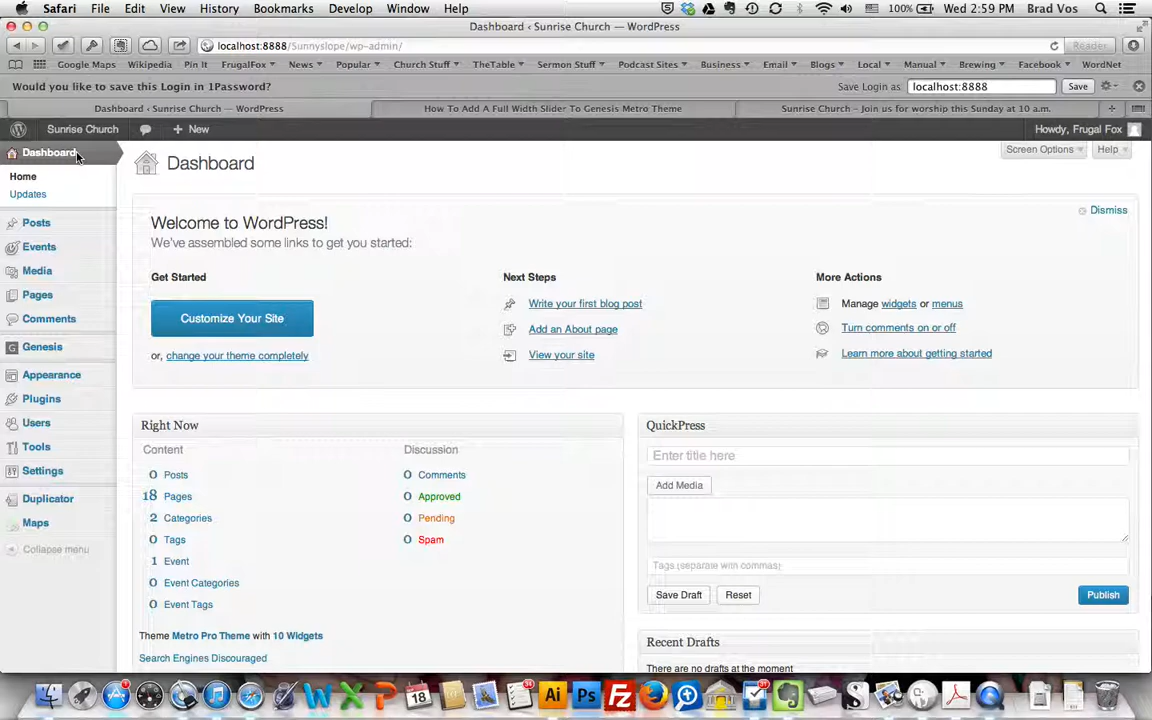 Safari File Edit View History Bookmarks Develop Window Help 100% Wed 2:59 PM Brad Vos
Dashboard ‹ Sunrise Church — WordPress
localhost:8888/Sunnyslope/wp-admin/ Reader
Google Maps Wikipedia Pin It FrugalFox News Popular Church Stuff TheTable Sermon Stuff Podcast Sites Business Email Blogs Local Manual Brewing Facebook WordNet
Would you like to save this Login in 1Password? Save Login as: localhost:8888 Save
Dashboard ‹ Sunrise Church — WordPress How To Add A Full Width Slider To Genesis Metro Theme Sunrise Church – Join us for worship this Sunday at 10 a.m.
Sunrise Church + New Howdy, Frugal Fox
Dashboard
Home
Updates
Posts
Events
Media
Pages
Comments
Genesis
Appearance
Plugins
Users
Tools
Settings
Duplicator
Maps
Collapse menu
Dashboard Screen Options Help
Welcome to WordPress! Dismiss
We've assembled some links to get you started:
Get Started
Customize Your Site
or, change your theme completely
Next Steps
Write your first blog post
Add an About page
View your site
More Actions
Manage widgets or menus
Turn comments on or off
Learn more about getting started
Right Now
Content Discussion
0 Posts 0 Comments
18 Pages 0 Approved
2 Categories 0 Pending
0 Tags 0 Spam
1 Event
0 Event Categories
0 Event Tags
Theme Metro Pro Theme with 10 Widgets
Search Engines Discouraged
QuickPress
Enter title here
Add Media
Tags (separate with commas)
Save Draft Reset Publish
Recent Drafts
There are no drafts at the moment
W X P 18 Ai Ps Fz S